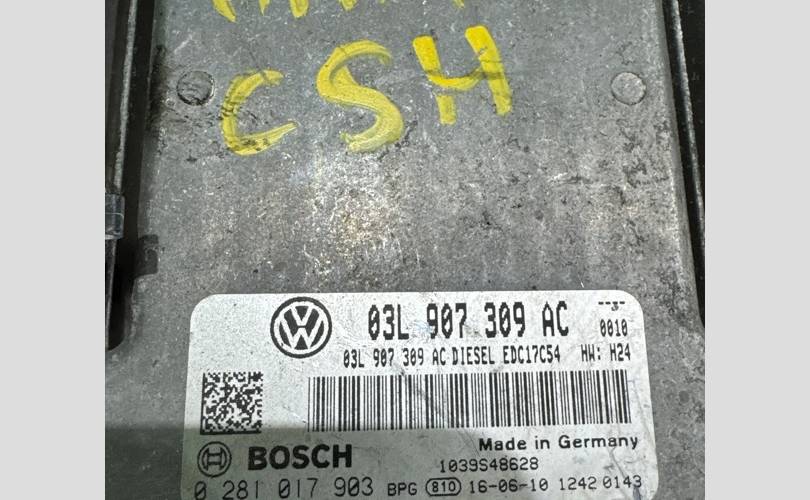 CSH
03L 907 309 AC
--3-
0010
03L 907 309 AC DIESEL EDC17C54 HW: H24
Made in Germany
BOSCH
1039S48628
0 281 017 903 BPG 810 16-06-10 1242 0143